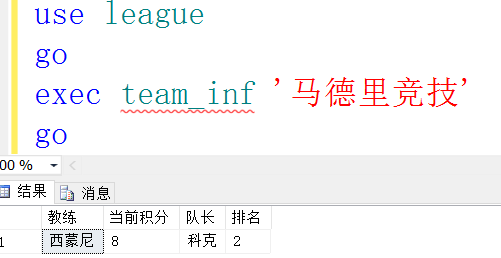 use league
go
exec team_inf '马德里竞技'
go
00 %
结果 消息
教练 当前积分 队长 排名
1 西蒙尼 8 科克 2